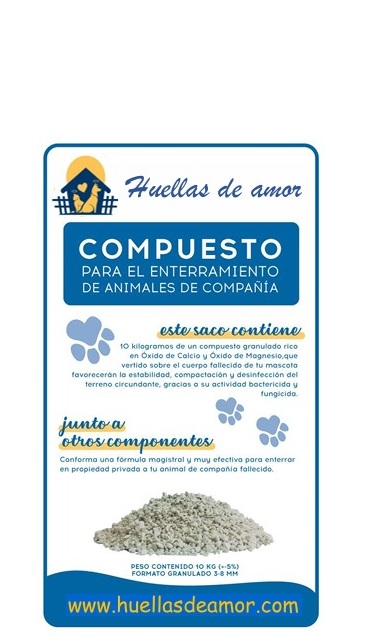 Huellas de amor
COMPUESTO
PARA EL ENTERRAMIENTO
DE ANIMALES DE COMPAÑÍA
este saco contiene
10 kilogramos de un compuesto granulado rico
en Óxido de Calcio y Óxido de Magnesio,que
vertido sobre el cuerpo fallecido de tu mascota
favorecerán la estabilidad, compactación y desinfección del
terreno circundante, gracias a su actividad bactericida y
fungicida.
junto a
otros componentes
Conforma una fórmula magistral y muy efectiva para enterrar
en propiedad privada a tu animal de compañía fallecido.
PESO CONTENIDO 10 KG (+-5%)
FORMATO GRANULADO 3-8 MM
www.huellasdeamor.com